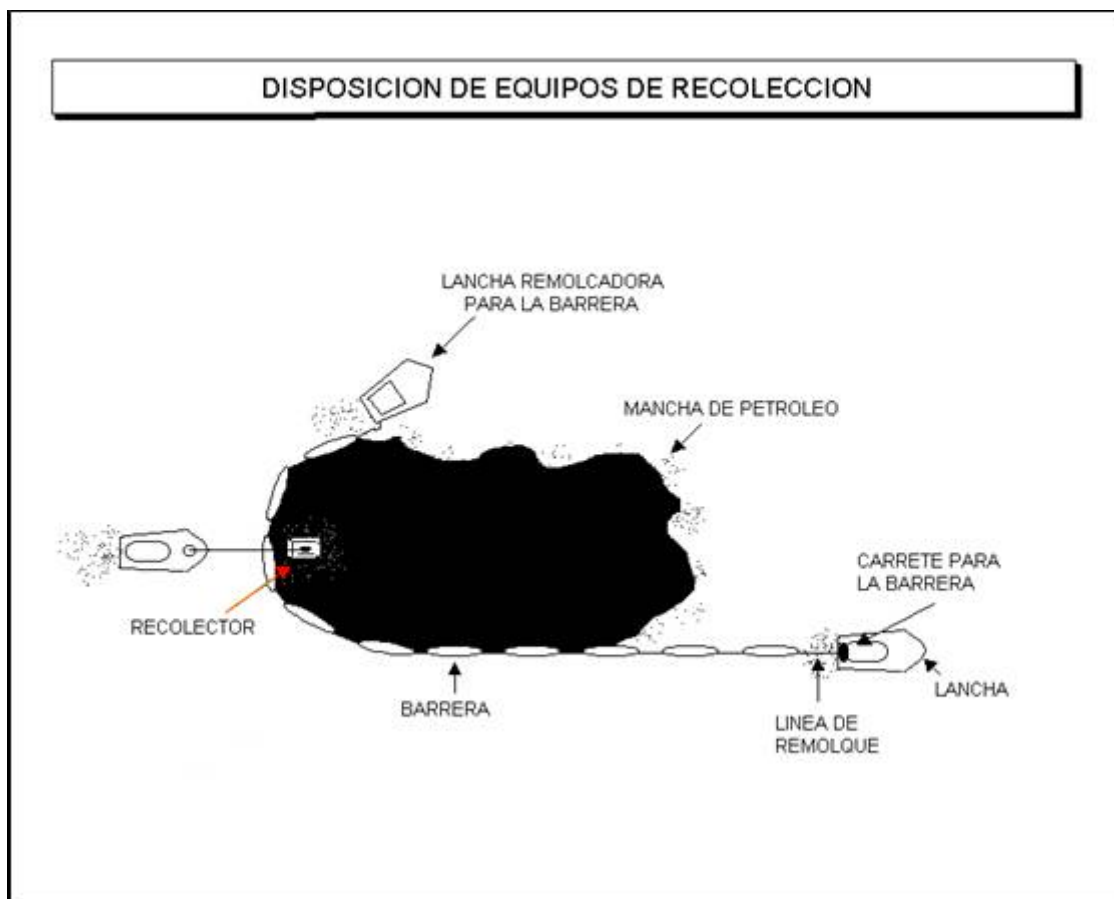 DISPOSICION DE EQUIPOS DE RECOLECCION
LANCHA REMOLCADORA
PARA LA BARRERA
MANCHA DE PETROLEO
CARRETE PARA
LA BARRERA
RECOLECTOR
LANCHA
BARRERA
LINEA DE
REMOLQUE